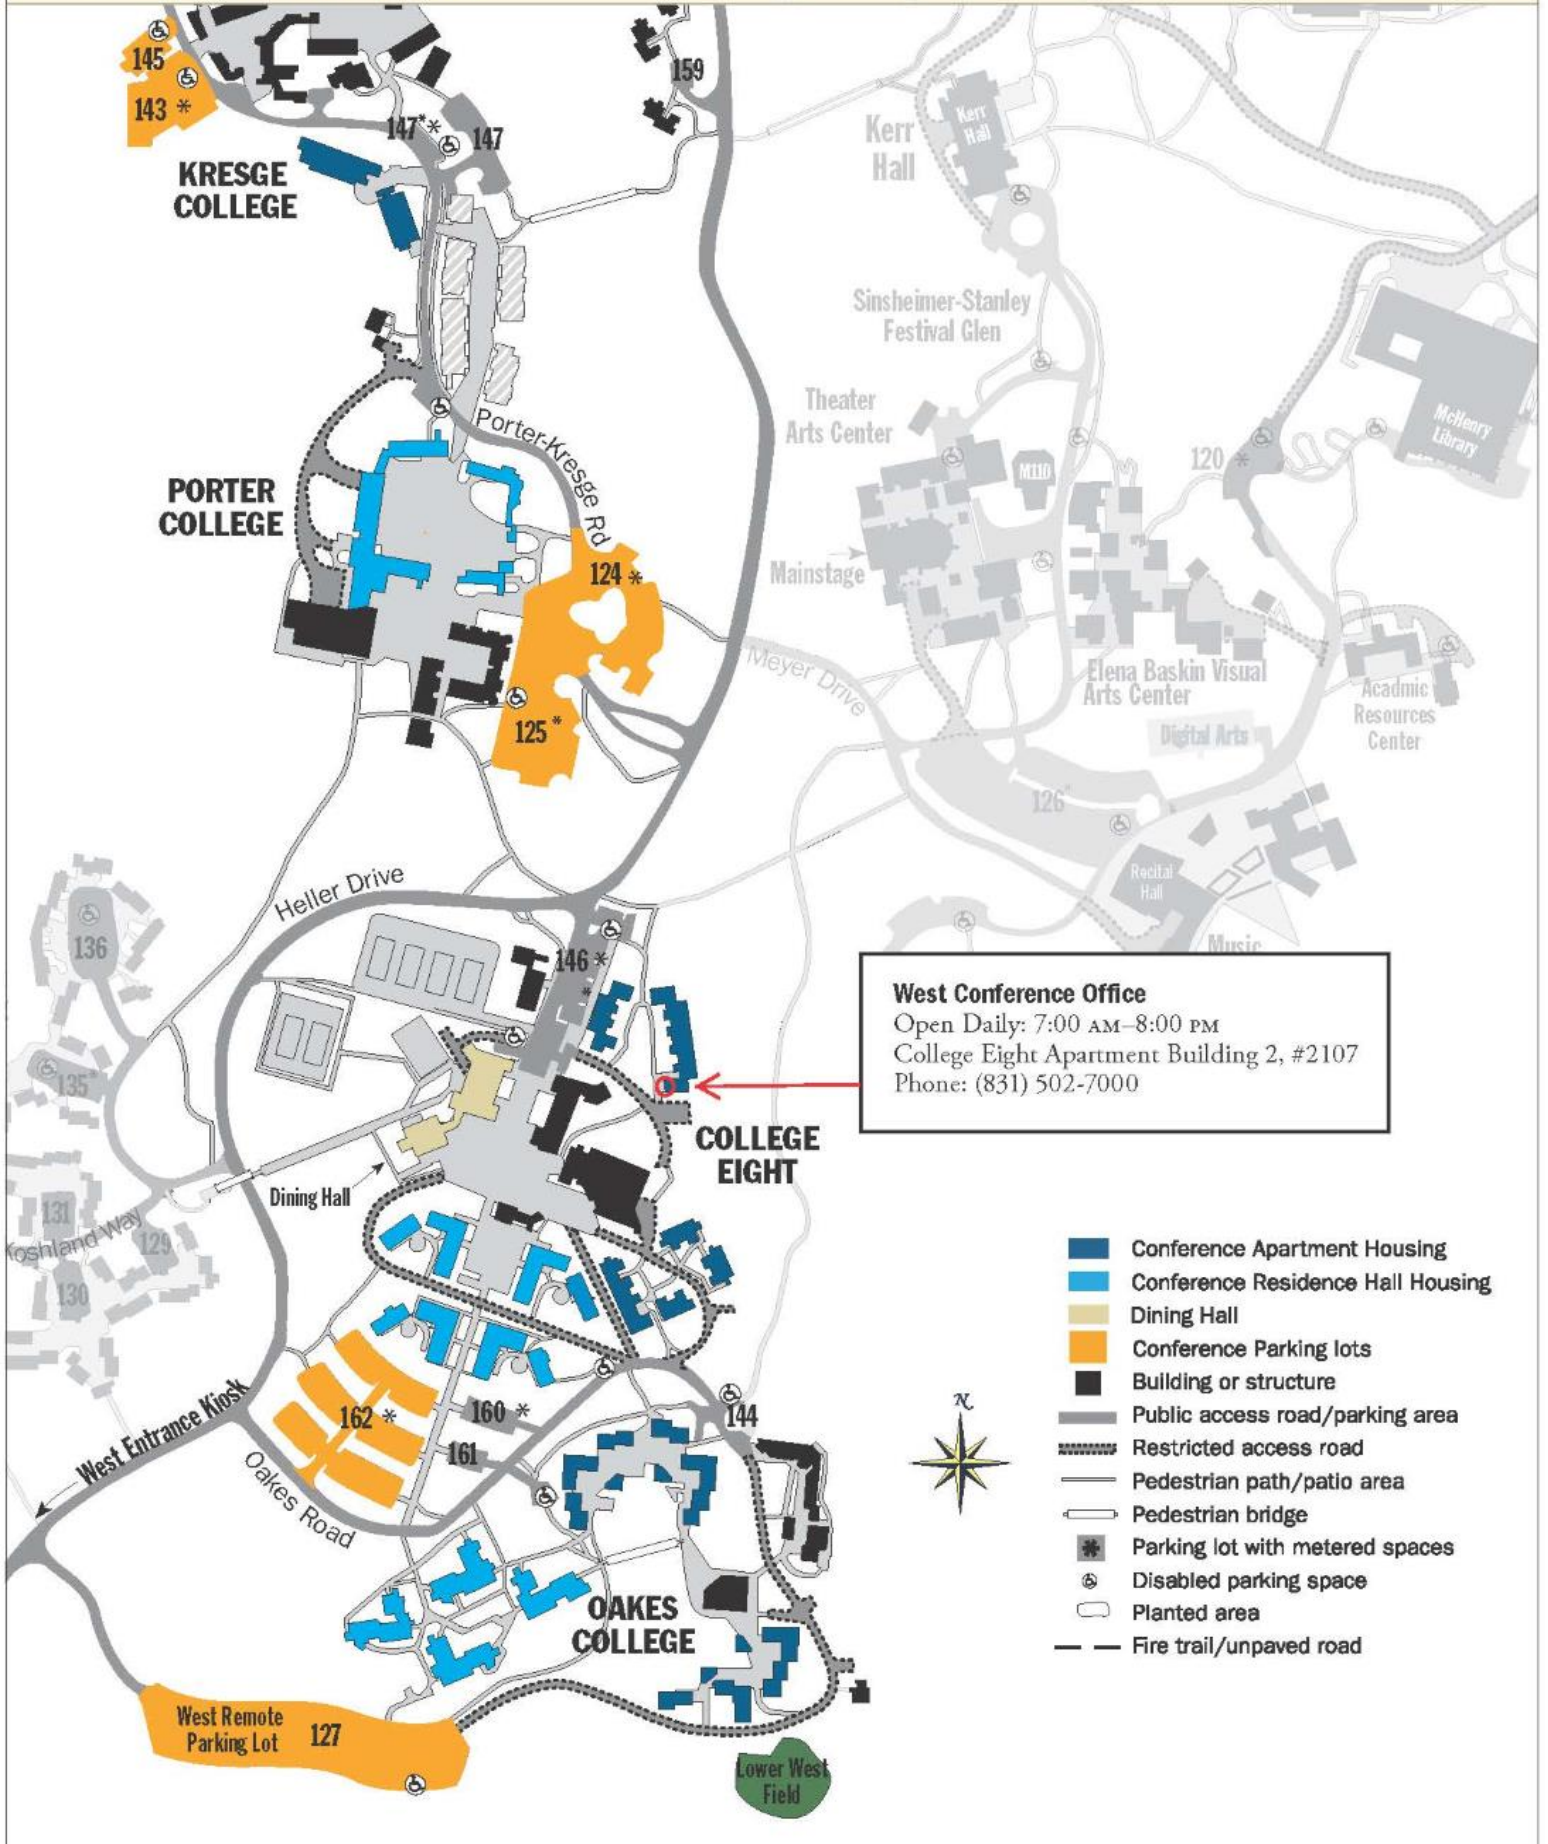 145
143 *
159
147**
147
KRESGE
COLLEGE
Kerr
Hall
Kerr
Hall
Sinsheimer-Stanley
Festival Glen
Theater
Arts Center
McHenry
Library
M110
120 *
Porter-Kresge Rd
PORTER
COLLEGE
Mainstage
124 *
Meyer Drive
Elena Baskin Visual
Arts Center
Acadmic
Resources
Center
125 *
Digital Arts
126*
Recital
Hall
Music
Heller Drive
136
146 *
*
135*
West Conference Office
Open Daily: 7:00 AM–8:00 PM
College Eight Apartment Building 2, #2107
Phone: (831) 502-7000
COLLEGE
EIGHT
Dining Hall
131
Koshland Way
129
130
West Entrance Kiosk
162 *
160 *
161
144
Oakes Road
N
OAKES
COLLEGE
West Remote
Parking Lot
127
Lower West
Field
Conference Apartment Housing
Conference Residence Hall Housing
Dining Hall
Conference Parking lots
Building or structure
Public access road/parking area
Restricted access road
Pedestrian path/patio area
Pedestrian bridge
* Parking lot with metered spaces
Disabled parking space
Planted area
Fire trail/unpaved road